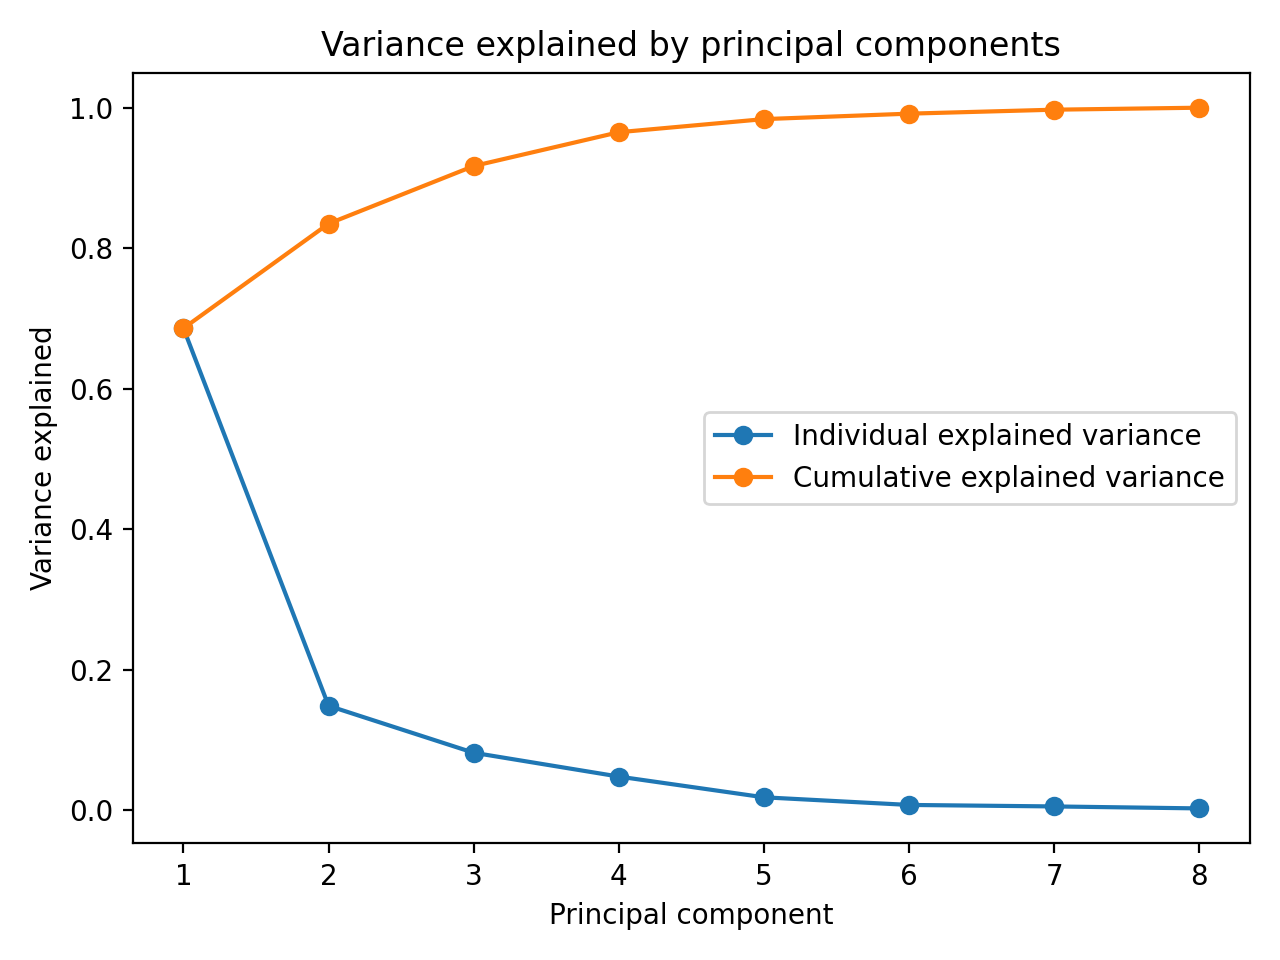 Variance explained by principal components
1.0
0.8
0.6
0.4
0.2
0.0
Variance explained
Individual explained variance
Cumulative explained variance
1 2 3 4 5 6 7 8
Principal component